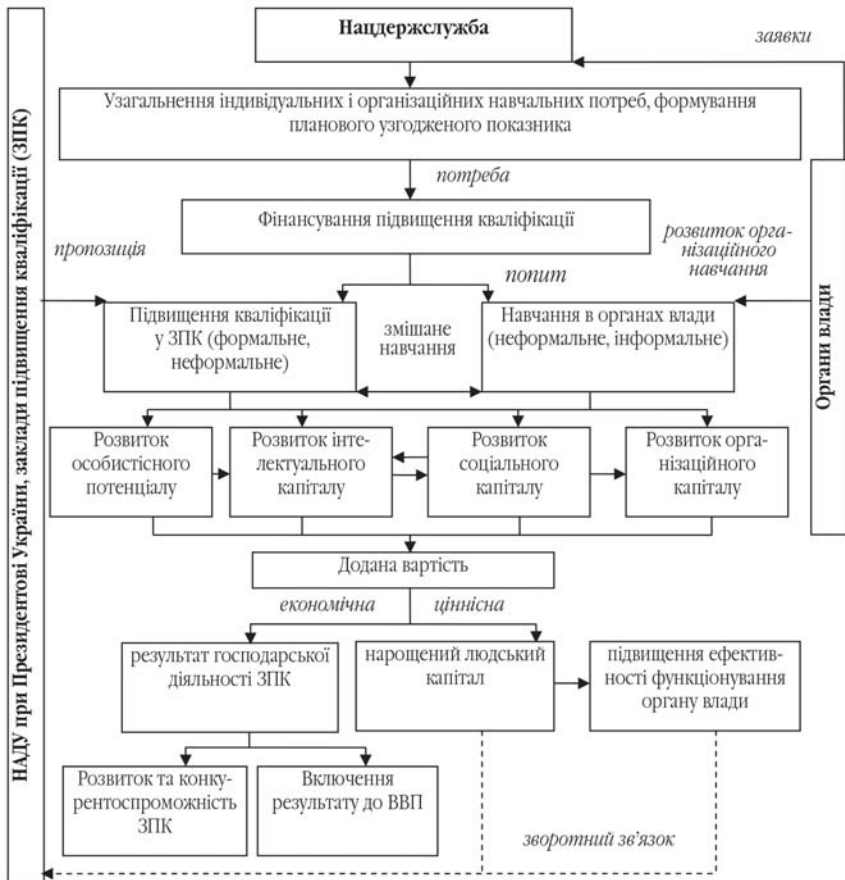 Нацдержслужба
заявки
Узагальнення індивідуальних і організаційних навчальних потреб, формування
планового узгодженого показника
потреба
Фінансування підвищення кваліфікації
пропозиція
розвиток орга-
нізаційного
навчання
попит
Підвищення кваліфікації
у ЗПК (формальне,
неформальне)
змішане
навчання
Навчання в органах влади
(неформальне, інформальне)
Розвиток
особистісного
потенціалу
Розвиток інте-
лектуального
капіталу
Розвиток
соціального
капіталу
Розвиток орга-
нізаційного
капіталу
Додана вартість
економічна
ціннісна
результат господарської
діяльності ЗПК
нарощений людський
капітал
підвищення ефектив-
ності функціонування
органу влади
Розвиток та конку-
рентоспроможність
ЗПК
Включення
результату до ВВП
зворотний зв'язок
НАДУ при Президентові України, заклади підвищення кваліфікації (ЗПК)
Органи влади